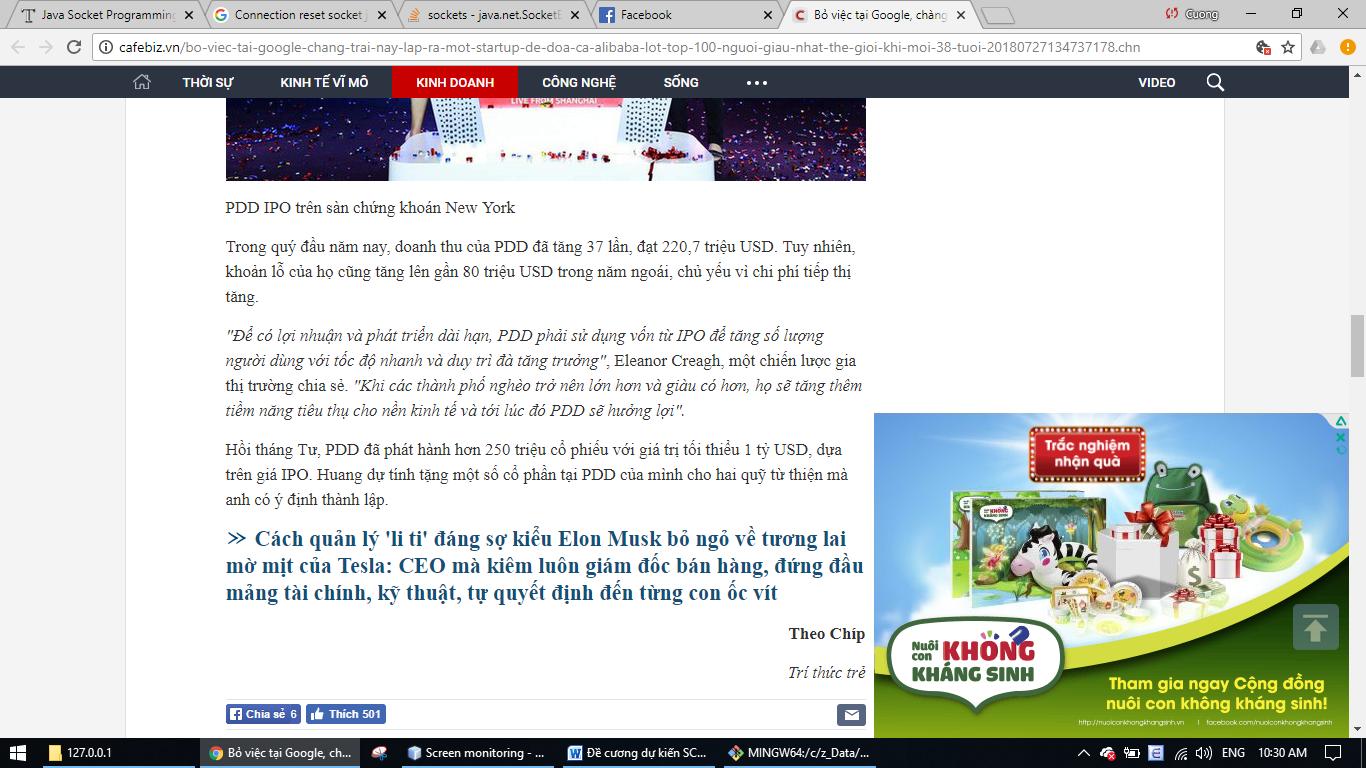 Java Socket Programming
Connection reset socket j
sockets - java.net.SocketE
Facebook
Bỏ việc tại Google, chàng
Cuong
cafebiz.vn/bo-viec-tai-google-chang-trai-nay-lap-ra-mot-startup-de-doa-ca-alibaba-lot-top-100-nguoi-giau-nhat-the-gioi-khi-moi-38-tuoi-20180727134737178.chn
THỜI SỰ
KINH TẾ VĨ MÔ
KINH DOANH
CÔNG NGHỆ
SỐNG
VIDEO
LIVE FROM SHANGHAI
PDD IPO trên sàn chứng khoán New York
Trong quý đầu năm nay, doanh thu của PDD đã tăng 37 lần, đạt 220,7 triệu USD. Tuy nhiên,
khoản lỗ của họ cũng tăng lên gần 80 triệu USD trong năm ngoái, chủ yếu vì chi phí tiếp thị
tăng.
"Để có lợi nhuận và phát triển dài hạn, PDD phải sử dụng vốn từ IPO để tăng số lượng
người dùng với tốc độ nhanh và duy trì đà tăng trưởng", Eleanor Creagh, một chiến lược gia
thị trường chia sẻ. "Khi các thành phố nghèo trở nên lớn hơn và giàu có hơn, họ sẽ tăng thêm
tiềm năng tiêu thụ cho nền kinh tế và tới lúc đó PDD sẽ hưởng lợi".
Hồi tháng Tư, PDD đã phát hành hơn 250 triệu cổ phiếu với giá trị tối thiểu 1 tỷ USD, dựa
trên giá IPO. Huang dự tính tặng một số cổ phần tại PDD của mình cho hai quỹ từ thiện mà
anh có ý định thành lập.
>> Cách quản lý 'li ti' đáng sợ kiểu Elon Musk bỏ ngỏ về tương lai
mờ mịt của Tesla: CEO mà kiêm luôn giám đốc bán hàng, đứng đầu
mảng tài chính, kỹ thuật, tự quyết định đến từng con ốc vít
Theo Chíp
Trí thức trẻ
Chia sẻ 6
Thích 501
Trắc nghiệm
nhận quà
KHÔNG
KHÁNG SINH
Nuôi
con KHÔNG
KHÁNG SINH
Tham gia ngay Cộng đồng
nuôi con không kháng sinh!
http://nuoiconkhongkhangsinh.vn | facebook.com/nuoiconkhongkhangsinh
127.0.0.1
Bỏ việc tại Google, ch...
Screen monitoring - ...
Đề cương dự kiến SC...
MINGW64:/c/z_Data/...
ENG
10:30 AM